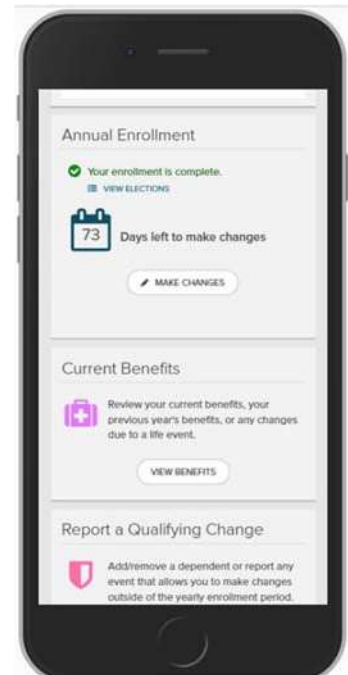 Annual Enrollment
Your enrollment is complete.
VIEW ELECTIONS
73
Days left to make changes
MAKE CHANGES
Current Benefits
Review your current benefits, your
previous year's benefits, or any changes
due to a life event.
VIEW BENEFITS
Report a Qualifying Change
Add/remove a dependent or report any
event that allows you to make changes
outside of the yearly enrollment period.